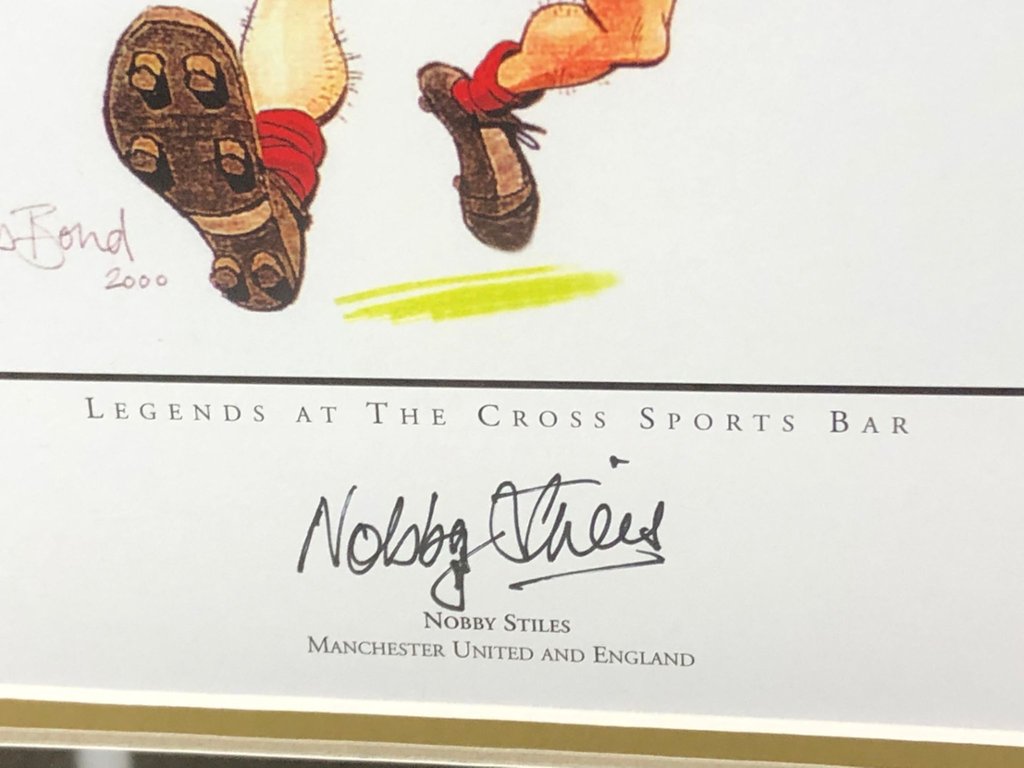 Bond
2000
LEGENDS AT THE CROSS SPORTS BAR
Nobby Stiles
NOBBY STILES
MANCHESTER UNITED AND ENGLAND